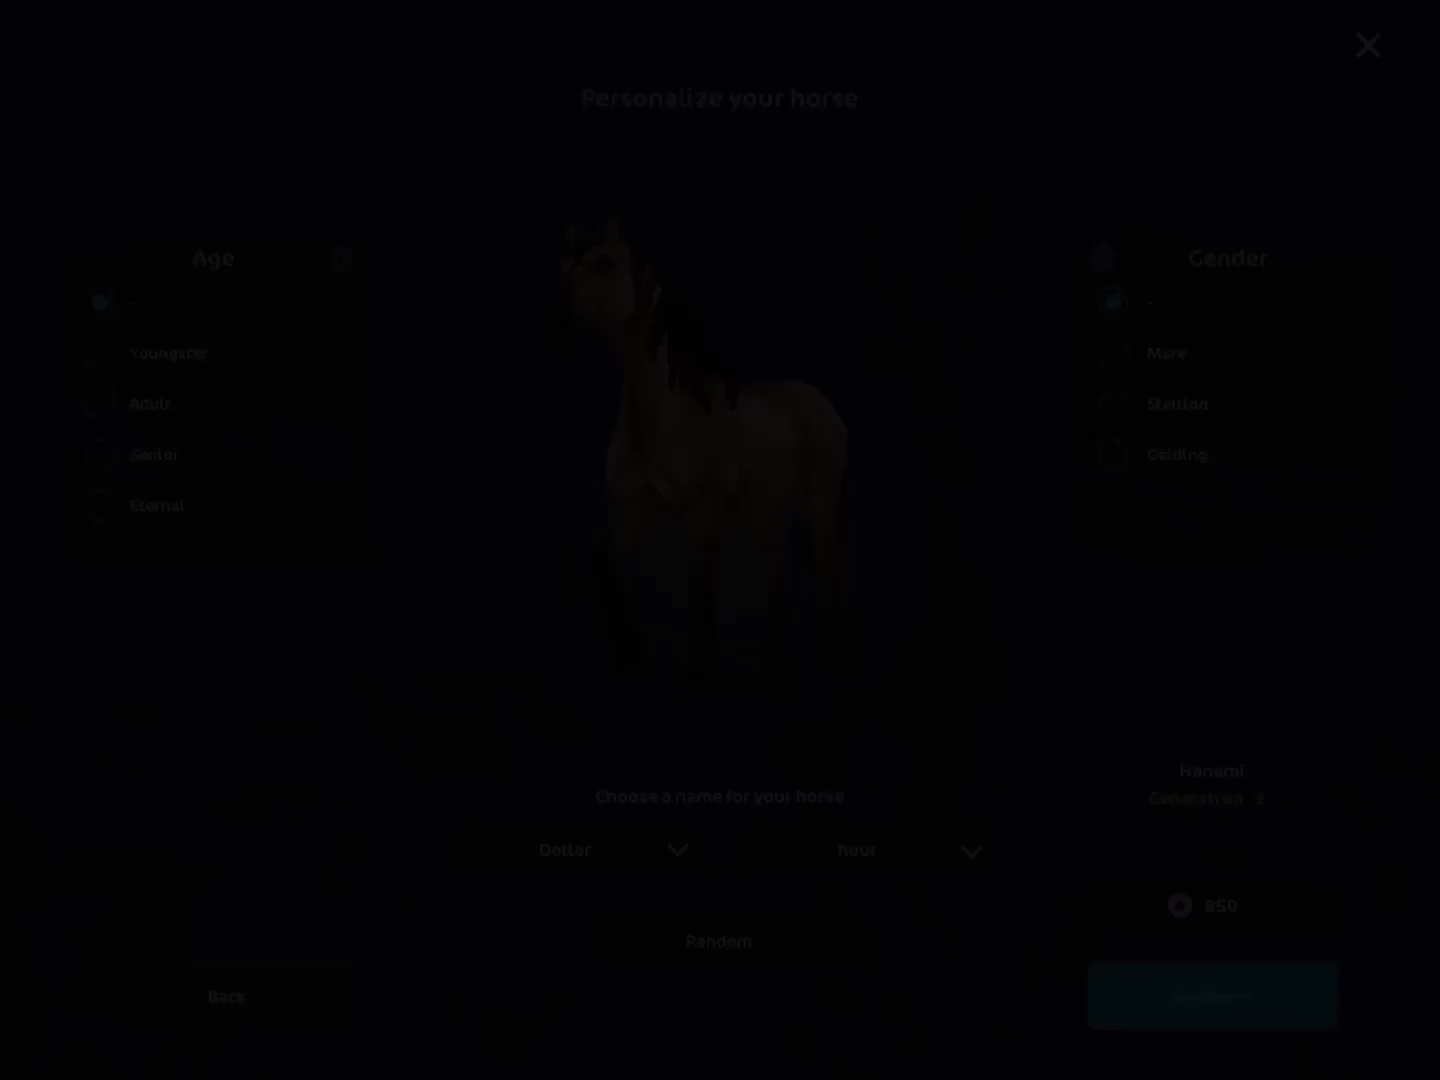 Personalize your horse
Age
-
Youngster
Adult
Senior
Eternal
Gender
-
Mare
Stallion
Gelding
Hanami
Generation 3
Choose a name for your horse
Dollar
hour
850
Random
Back